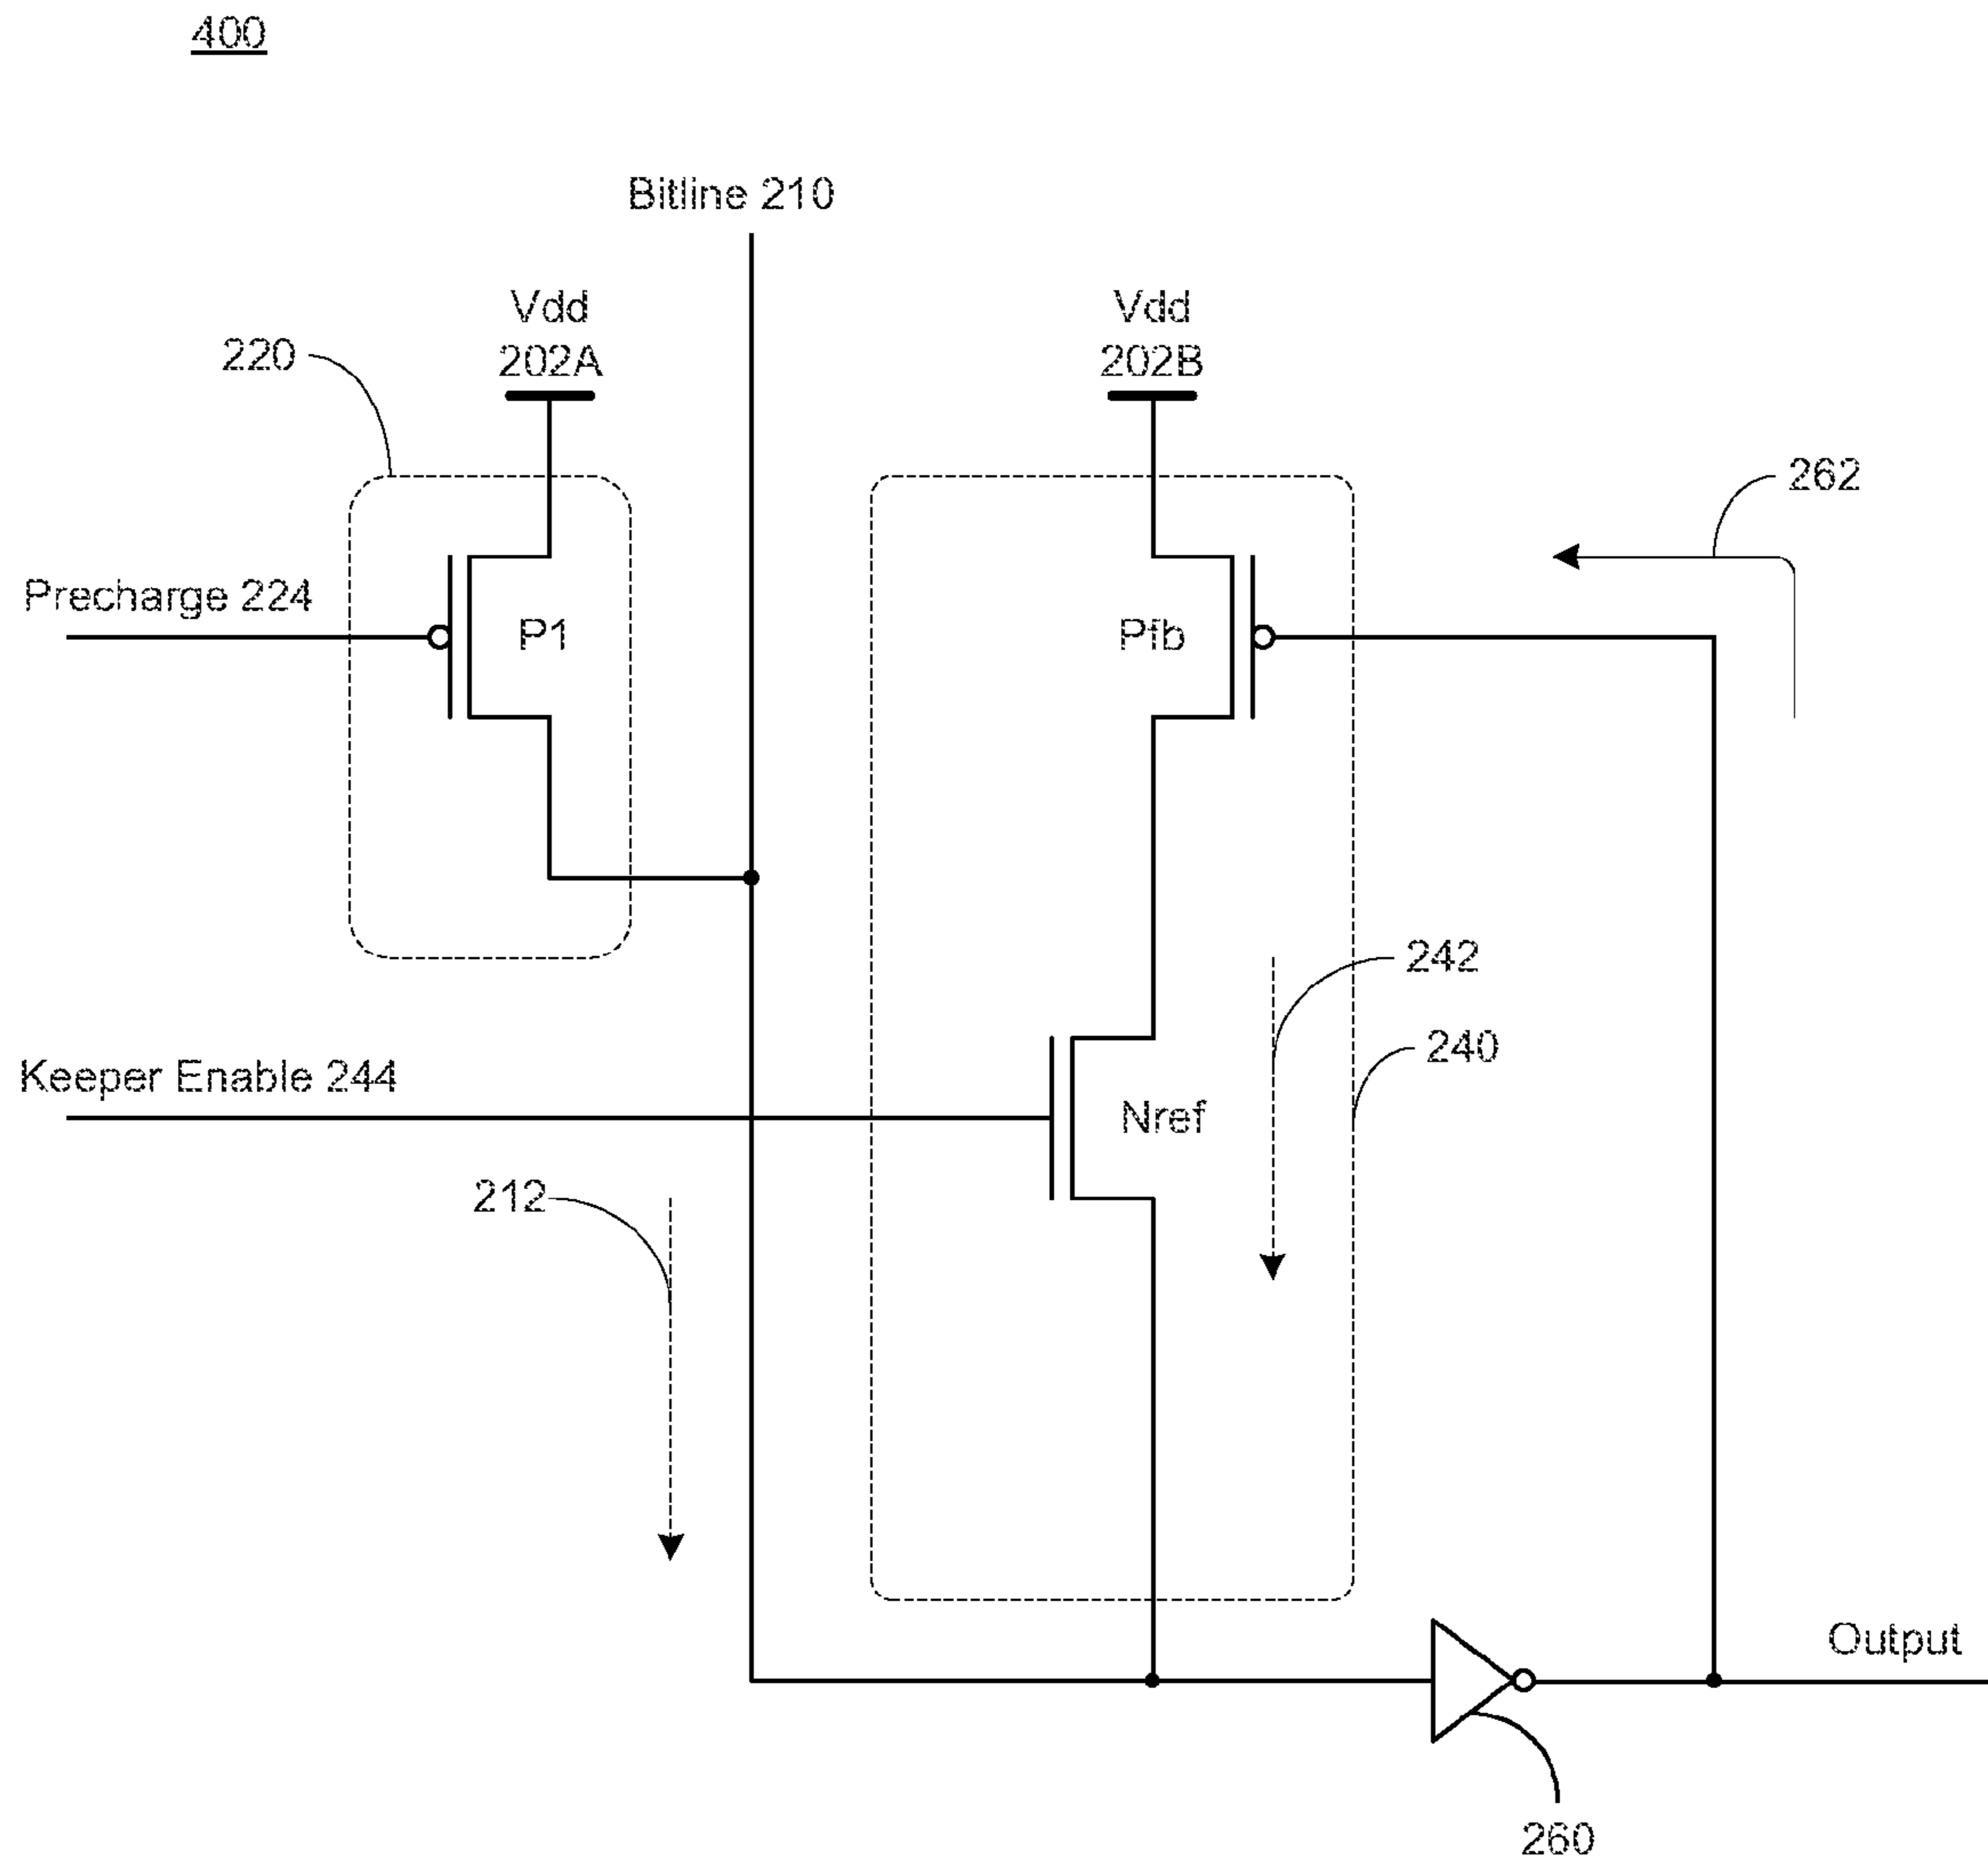 400
Bitline 210
Vdd
202A
Vdd
202B
220
262
Precharge 224
P1
Pfb
242
240
Keeper Enable 244
Nref
212
Output
260